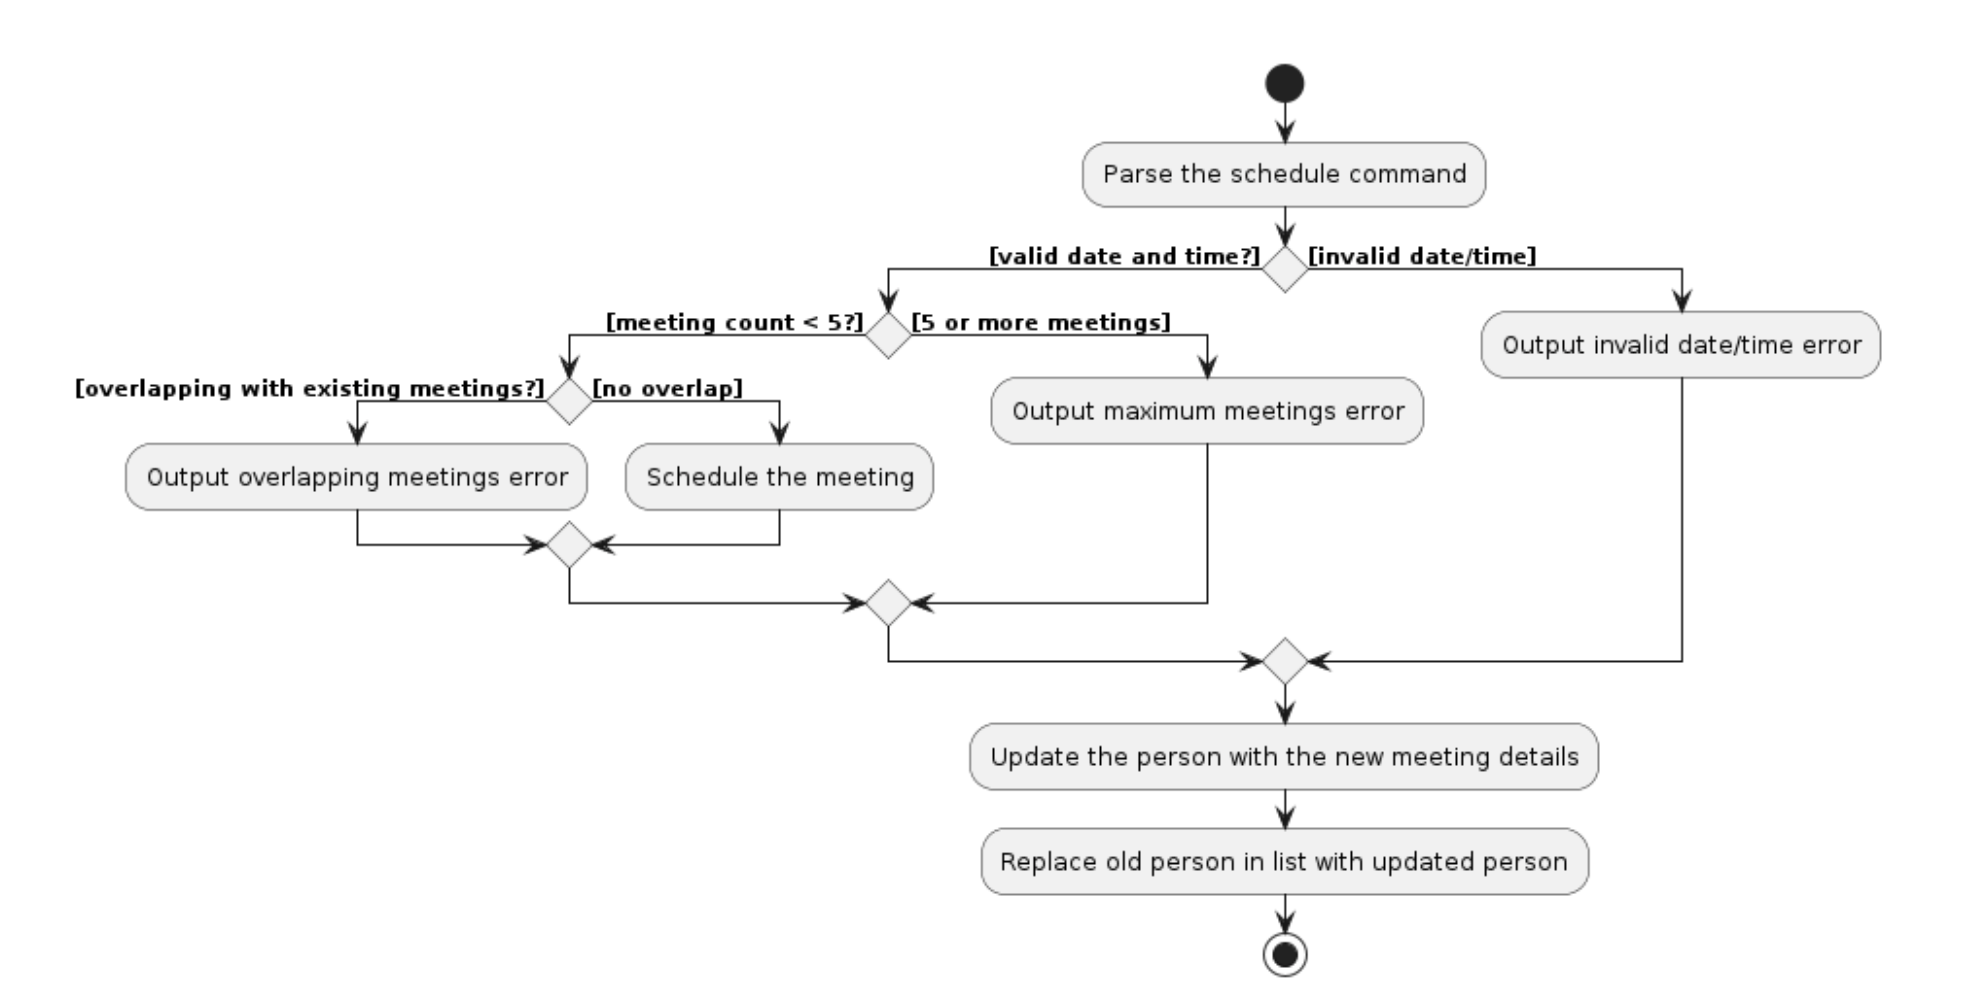 Parse the schedule command
[valid date and time?]
[invalid date/time]
[meeting count < 5?]
[5 or more meetings]
Output invalid date/time error
[overlapping with existing meetings?]
[no overlap]
Output maximum meetings error
Output overlapping meetings error
Schedule the meeting
Update the person with the new meeting details
Replace old person in list with updated person